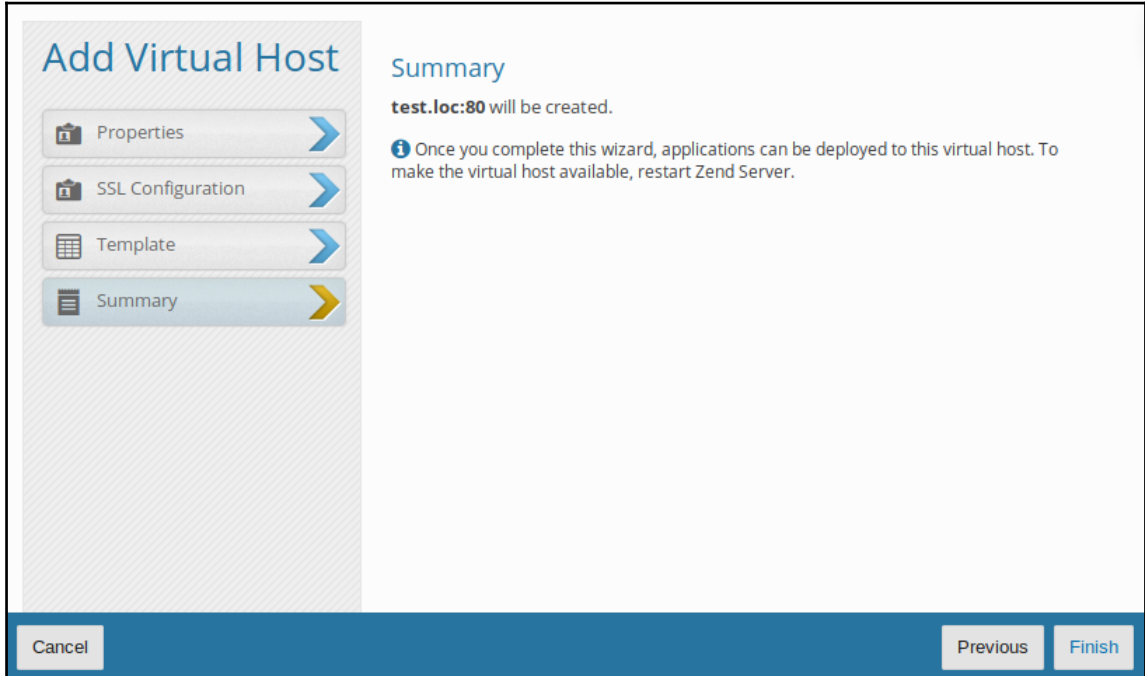 Add Virtual Host
Properties
SSL Configuration
Template
Summary
Summary
test.loc:80 will be created.
Once you complete this wizard, applications can be deployed to this virtual host. To
make the virtual host available, restart Zend Server.
Cancel
Previous
Finish